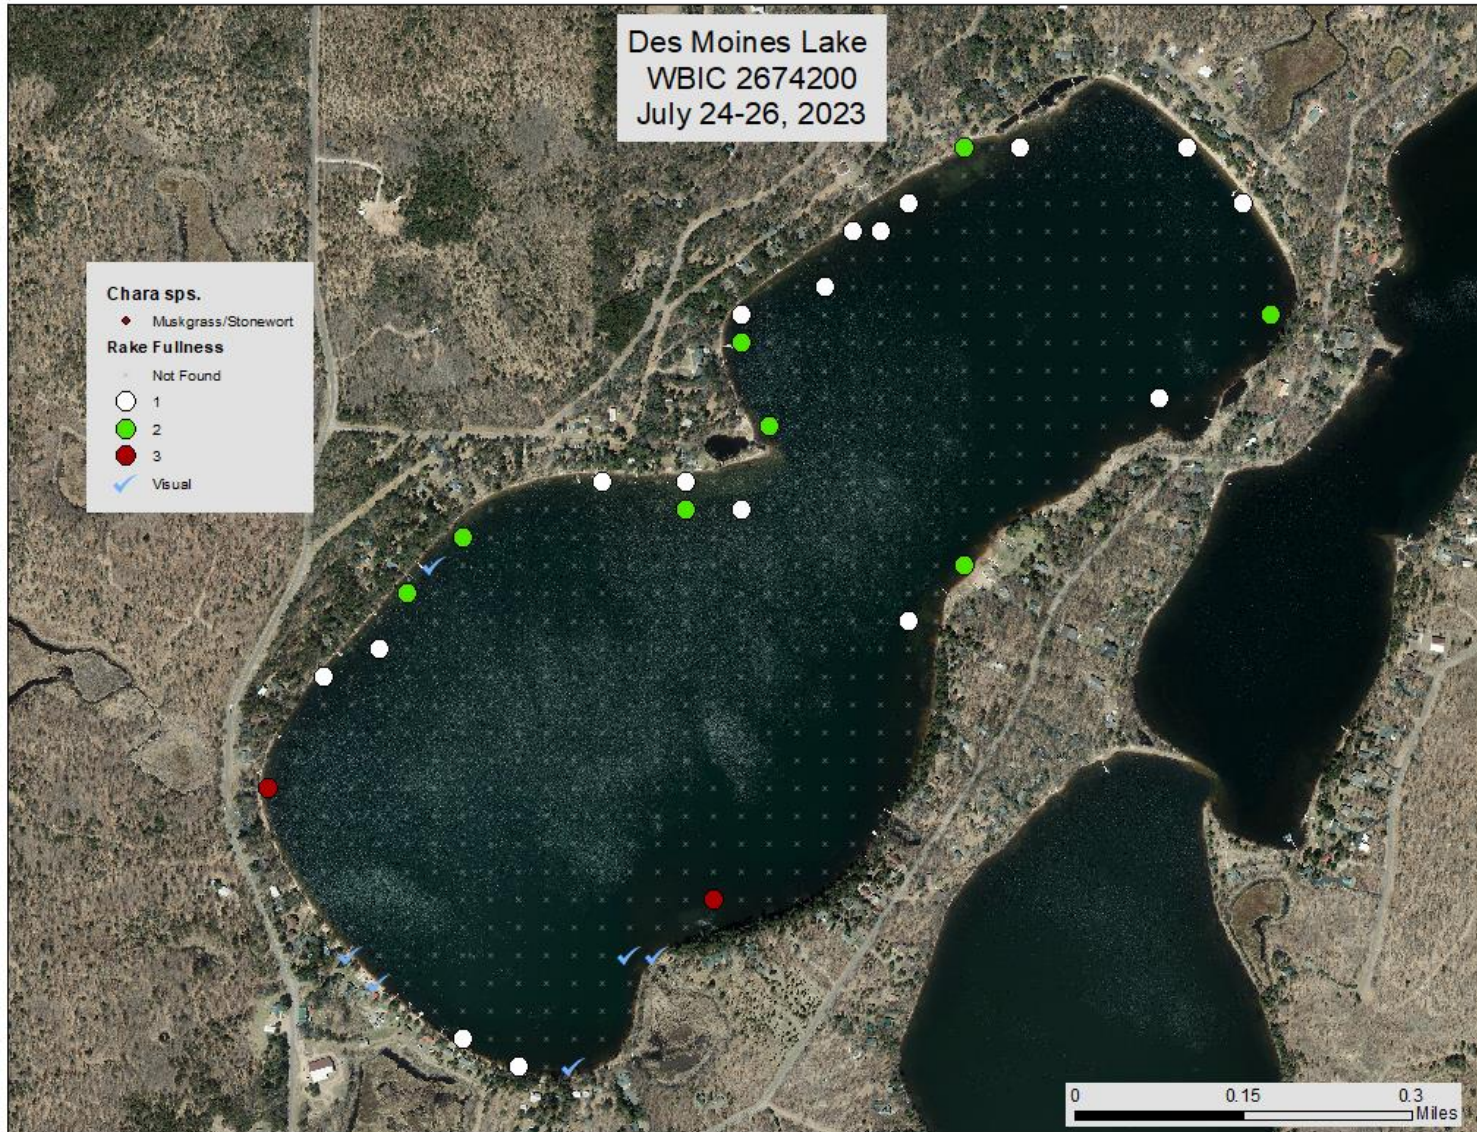 Des Moines Lake
WBIC 2674200
July 24-26, 2023
Chara sps.
Muskgrass/Stonewort
Rake Fullness
Not Found
1
2
3
Visual
0 0.15 0.3
Miles